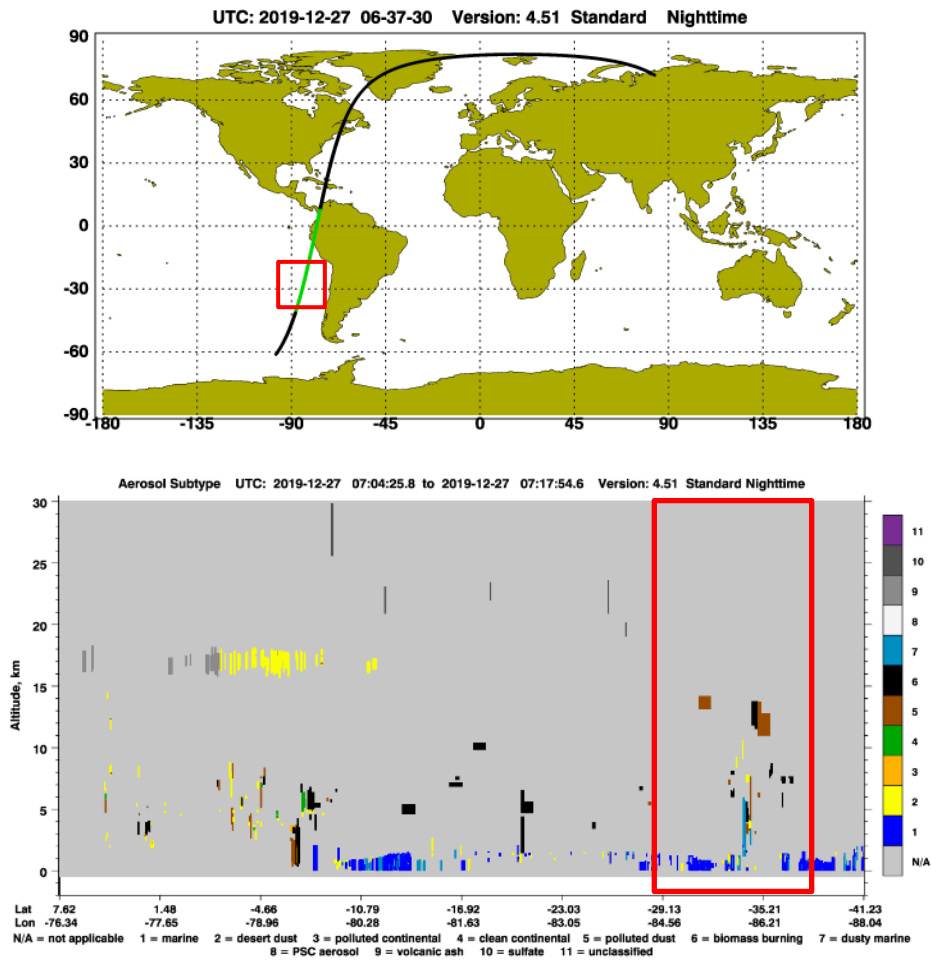 UTC: 2019-12-27 06-37-30 Version: 4.51 Standard Nighttime
90
60
30
0
-30
-60
-90
-180 -135 -90 -45 0 45 90 135 180
Aerosol Subtype UTC: 2019-12-27 07:04:25.8 to 2019-12-27 07:17:54.6 Version: 4.51 Standard Nighttime
30
25
20
15
10
5
0
Altitude, km
11
10
9
8
7
6
5
4
3
2
1
N/A
Lat 7.62 1.48 -4.66 -10.79 -16.92 -23.03 -29.13 -35.21 -41.23
Lon -76.34 -77.65 -78.96 -80.28 -81.63 -83.05 -84.56 -86.21 -88.04
N/A = not applicable 1 = marine 2 = desert dust 3 = polluted continental 4 = clean continental 5 = polluted dust 6 = biomass burning 7 = dusty marine
8 = PSC aerosol 9 = volcanic ash 10 = sulfate 11 = unclassified